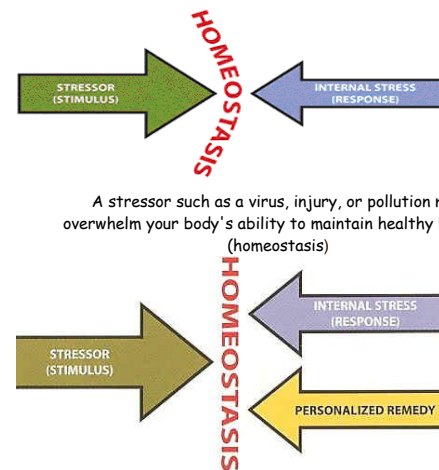 HOMEOSTASIS
STRESSOR
(STIMULUS)
INTERNAL STRESS
(RESPONSE)
A stressor such as a virus, injury, or pollution
overwhelm your body's ability to maintain healthy
(homeostasis)
HOMEOSTASIS
INTERNAL STRESS
(RESPONSE)
STRESSOR
(STIMULUS)
PERSONALIZED REMEDY